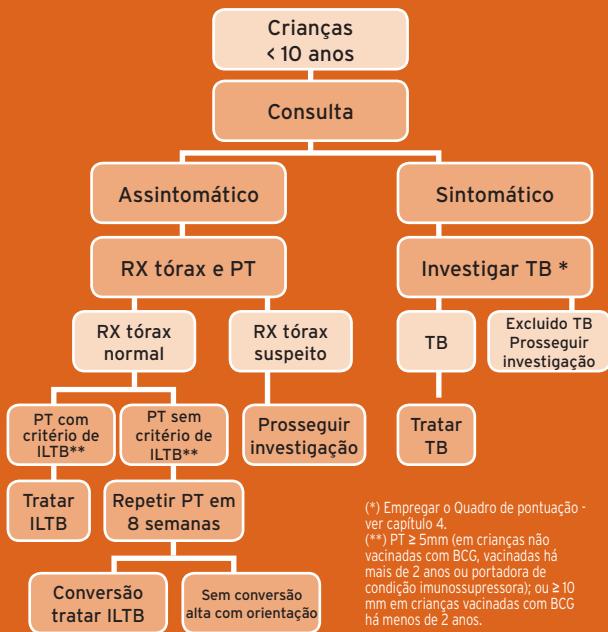 Crianças
< 10 anos
Consulta
Assintomático
Sintomático
RX tórax e PT
Investigar TB *
RX tórax
normal
RX tórax
suspeito
TB
Excluido TB
Prosseguir
investigação
PT com
critério de
ILTB**
PT sem
critério de
ILTB**
Prosseguir
investigação
Tratar
TB
Tratar
ILTB
Repetir PT em
8 semanas
Conversão
tratar ILTB
Sem conversão
alta com orientação
(*) Empregar o Quadro de pontuação -
ver capítulo 4.
(**) PT ≥ 5mm (em crianças não
vacinadas com BCG, vacinadas há
mais de 2 anos ou portadora de
condição imunossupressora); ou ≥ 10
mm em crianças vacinadas com BCG
há menos de 2 anos.